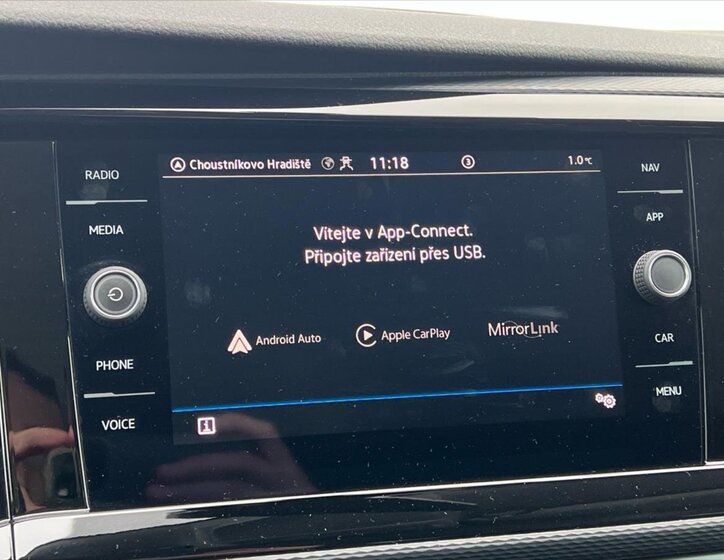 RADIO
MEDIA
PHONE
VOICE
Choustníkovo Hradiště 11:18 3 1.0°C
Vítejte v App-Connect.
Připojte zařízení přes USB.
Android Auto Apple CarPlay MirrorLink
i
NAV
APP
CAR
MENU